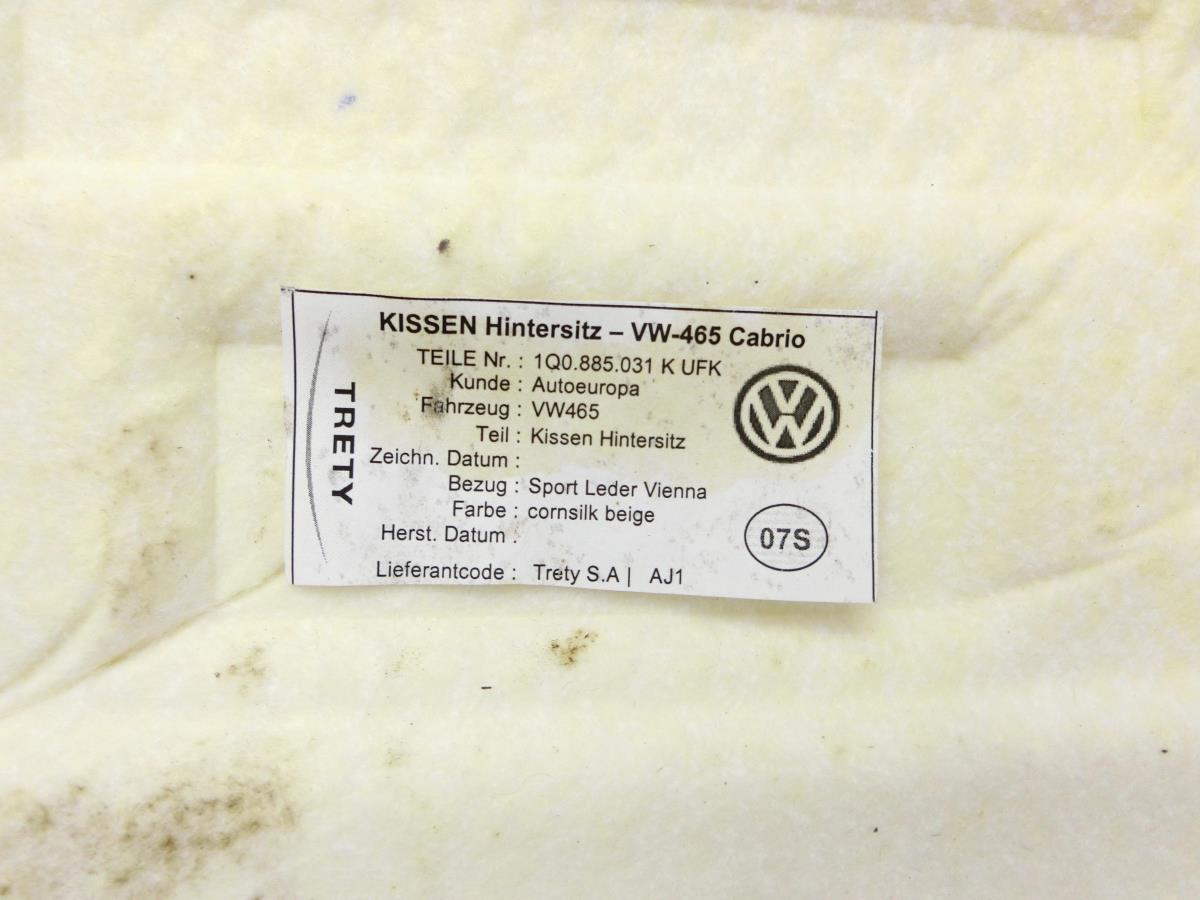 KISSEN Hintersitz – VW-465 Cabrio
TEILE Nr. : 1Q0.885.031 K UFK
Kunde : Autoeuropa
Fahrzeug : VW465
Teil : Kissen Hintersitz
Zeichn. Datum :
Bezug : Sport Leder Vienna
Farbe : cornsilk beige
Herst. Datum :
Lieferantcode : Trety S.A | AJ1
TRETY
VW
07S